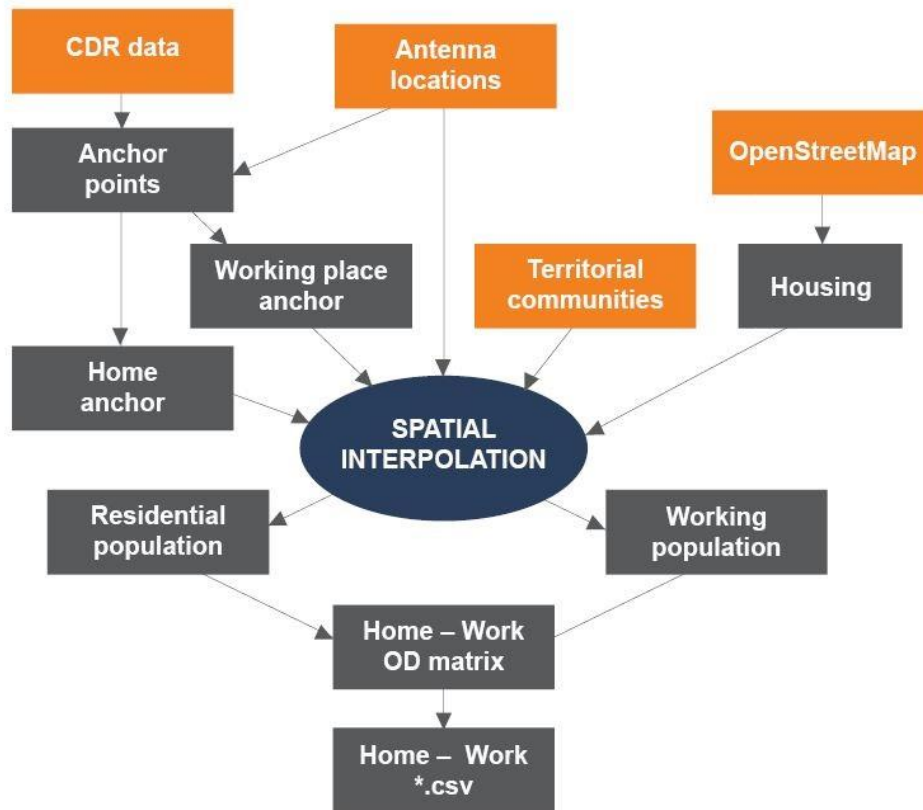 CDR data
Antenna
locations
Anchor
points
OpenStreetMap
Working place
anchor
Territorial
communities
Housing
Home
anchor
SPATIAL
INTERPOLATION
Residential
population
Working
population
Home – Work
OD matrix
Home – Work
*.csv